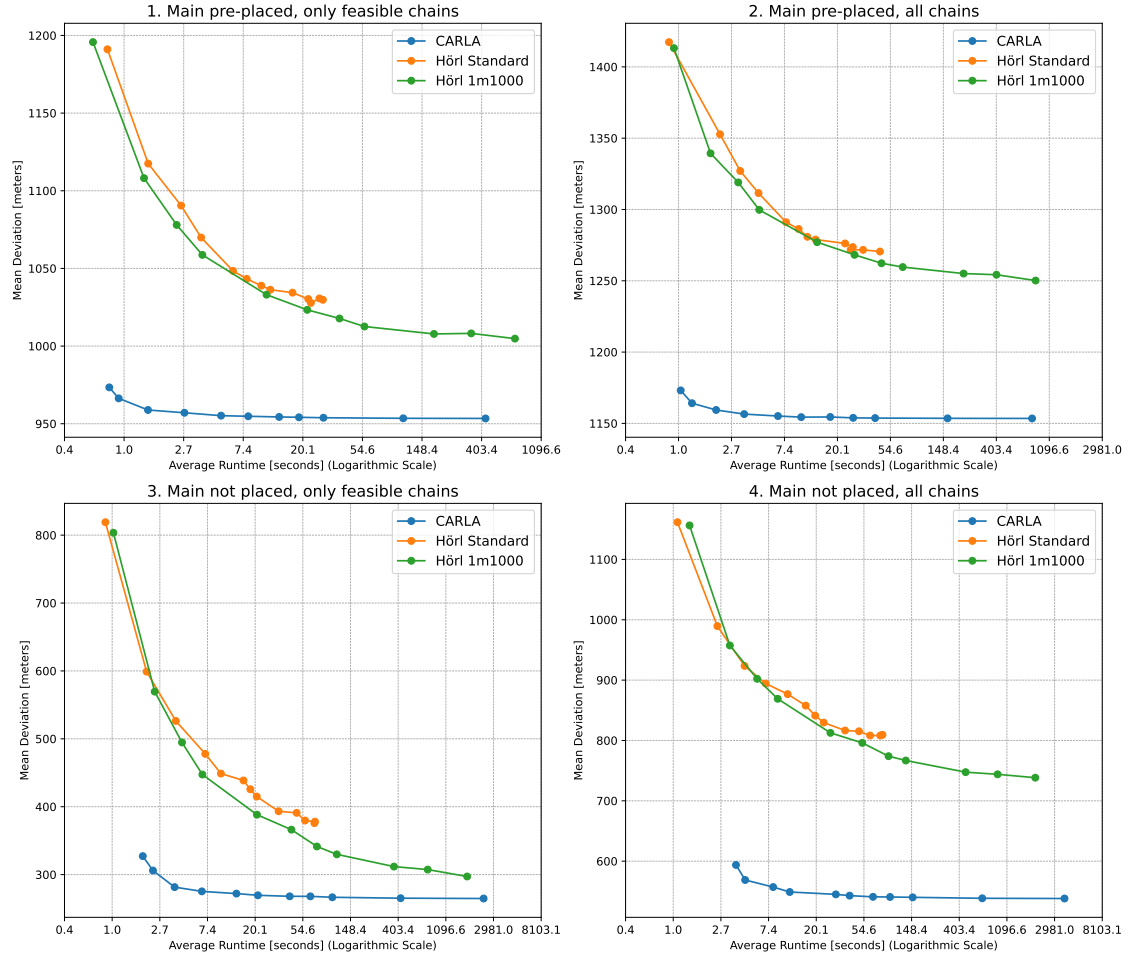 1. Main pre-placed, only feasible chains
CARLA
Hörl Standard
Hörl 1m1000
1200
1150
1100
1050
1000
950
Mean Deviation [meters]
0.4 1.0 2.7 7.4 20.1 54.6 148.4 403.4 1096.6
Average Runtime [seconds] (Logarithmic Scale)
2. Main pre-placed, all chains
CARLA
Hörl Standard
Hörl 1m1000
1400
1350
1300
1250
1200
1150
Mean Deviation [meters]
0.4 1.0 2.7 7.4 20.1 54.6 148.4 403.4 1096.6 2981.0
Average Runtime [seconds] (Logarithmic Scale)
3. Main not placed, only feasible chains
CARLA
Hörl Standard
Hörl 1m1000
800
700
600
500
400
300
Mean Deviation [meters]
0.4 1.0 2.7 7.4 20.1 54.6 148.4 403.4 1096.6 2981.0 8103.1
Average Runtime [seconds] (Logarithmic Scale)
4. Main not placed, all chains
CARLA
Hörl Standard
Hörl 1m1000
1100
1000
900
800
700
600
Mean Deviation [meters]
0.4 1.0 2.7 7.4 20.1 54.6 148.4 403.4 1096.6 2981.0 8103.1
Average Runtime [seconds] (Logarithmic Scale)